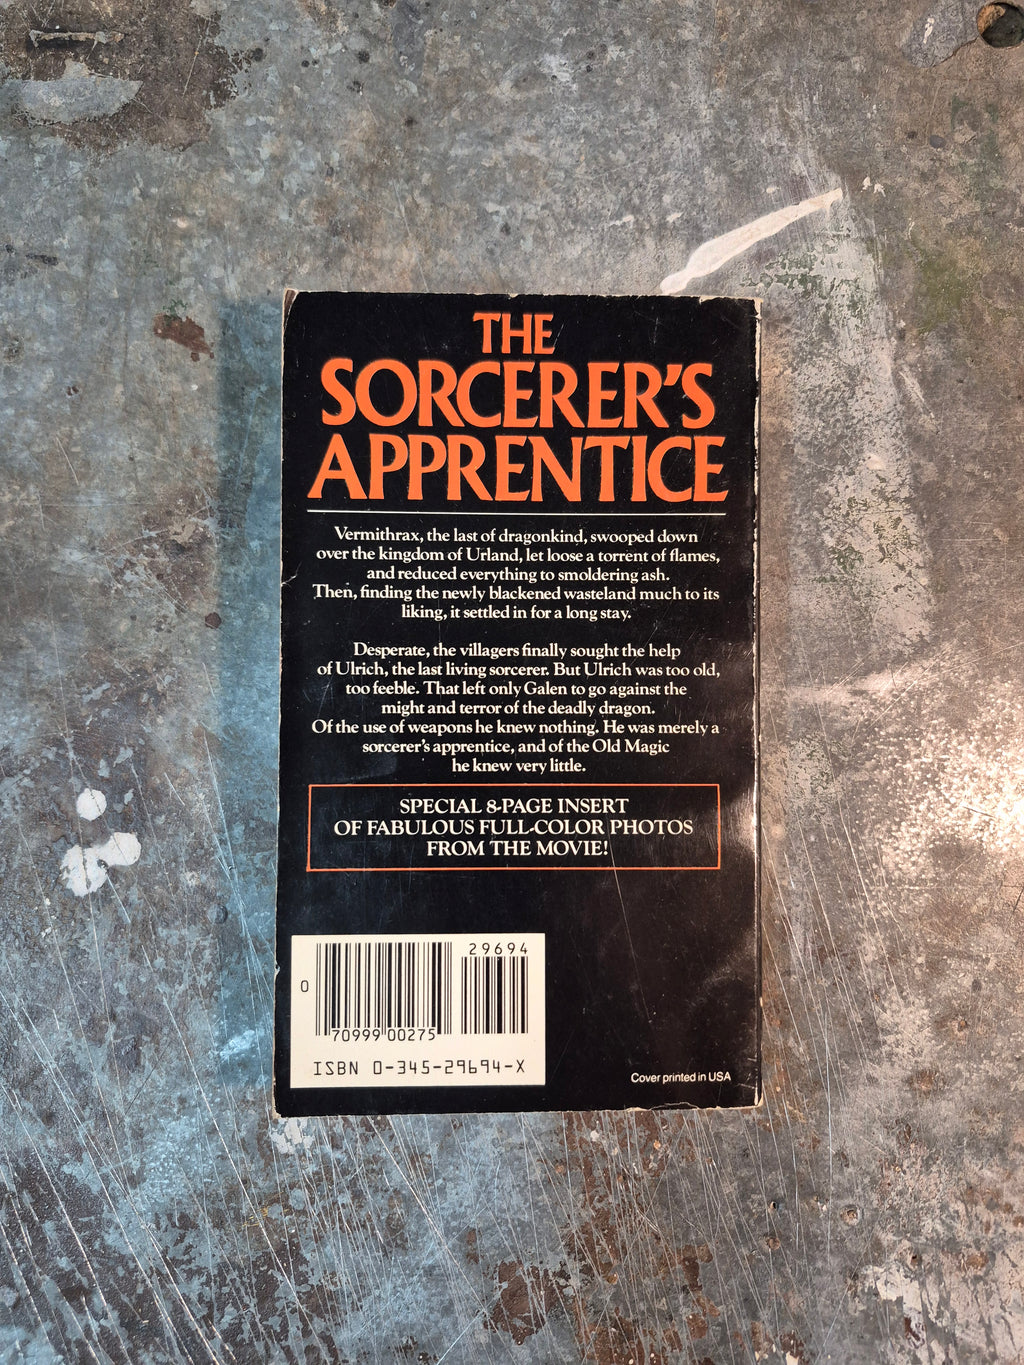 THE
SORCERER'S
APPRENTICE
Vermithrax, the last of dragonkind, swooped down
over the kingdom of Urland, let loose a torrent of flames,
and reduced everything to smoldering ash.
Then, finding the newly blackened wasteland much to its
liking, it settled in for a long stay.
Desperate, the villagers finally sought the help
of Ulrich, the last living sorcerer. But Ulrich was too old,
too feeble. That left only Galen to go against the
might and terror of the deadly dragon.
Of the use of weapons he knew nothing. He was merely a
sorcerer's apprentice, and of the Old Magic
he knew very little.
SPECIAL 8-PAGE INSERT
OF FABULOUS FULL-COLOR PHOTOS
FROM THE MOVIE!
29694
0
70999 00275
ISBN 0-345-29694-X
Cover printed in USA